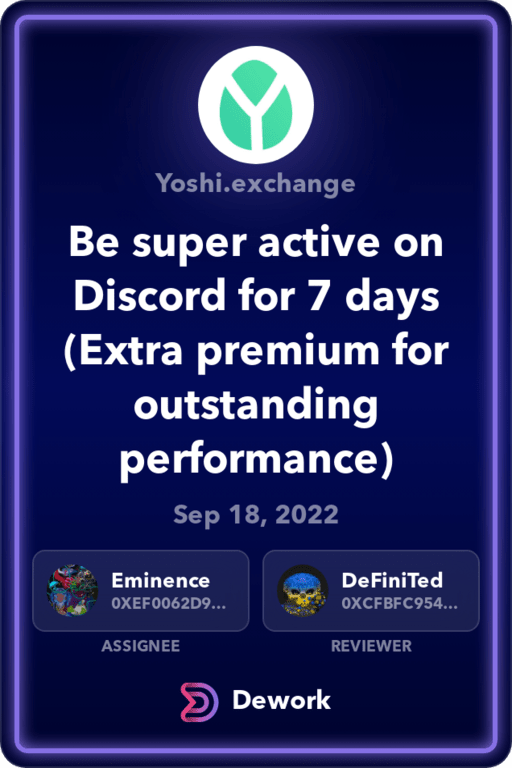 Yoshi.exchange
Be super active on
Discord for 7 days
(Extra premium for
outstanding
performance)
Sep 18, 2022
Eminence
0XEF0062D9...
ASSIGNEE
DeFiniTed
0XCFBFC954...
REVIEWER
Dework